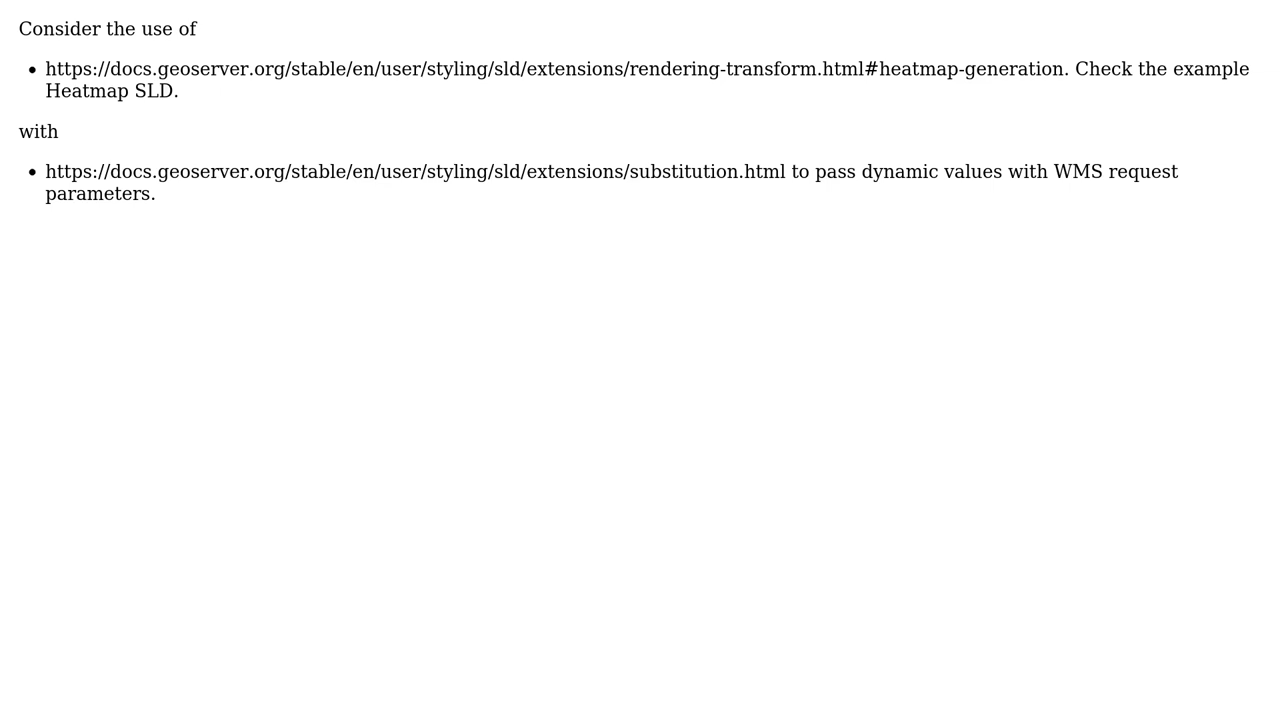 Consider the use of
https://docs.geoserver.org/stable/en/user/styling/sld/extensions/rendering-transform.html#heatmap-generation. Check the example
Heatmap SLD.
with
https://docs.geoserver.org/stable/en/user/styling/sld/extensions/substitution.html to pass dynamic values with WMS request
parameters.